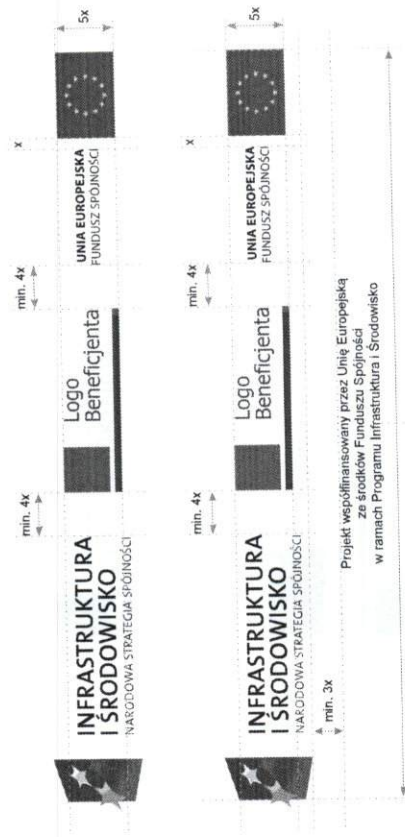 min. 4x
min. 4x
x
5x
INFRASTRUKTURA
I ŚRODOWISKO
NARODOWA STRATEGIA SPÓJNOŚCI
Logo
Beneficjenta
UNIA EUROPEJSKA
FUNDUSZ SPÓJNOŚCI
min. 4x
min. 4x
x
5x
INFRASTRUKTURA
I ŚRODOWISKO
NARODOWA STRATEGIA SPÓJNOŚCI
Logo
Beneficjenta
UNIA EUROPEJSKA
FUNDUSZ SPÓJNOŚCI
min. 3x
Projekt współfinansowany przez Unię Europejską
ze środków Funduszu Spójności
w ramach Programu Infrastruktura i Środowisko